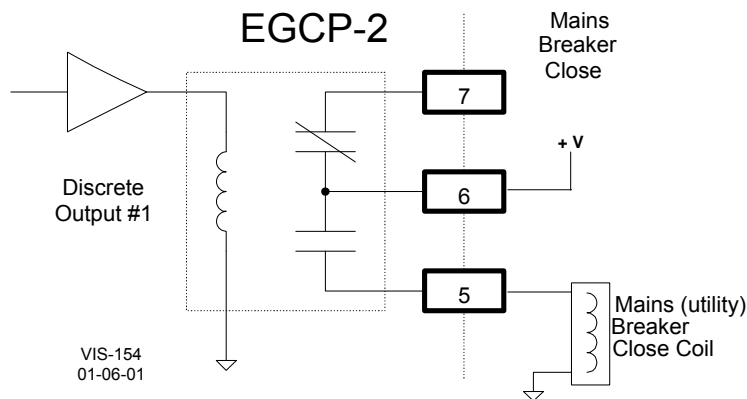 EGCP-2
Mains
Breaker
Close
7
+ V
6
Discrete
Output #1
5
Mains (utility)
Breaker
Close Coil
VIS-154
01-06-01